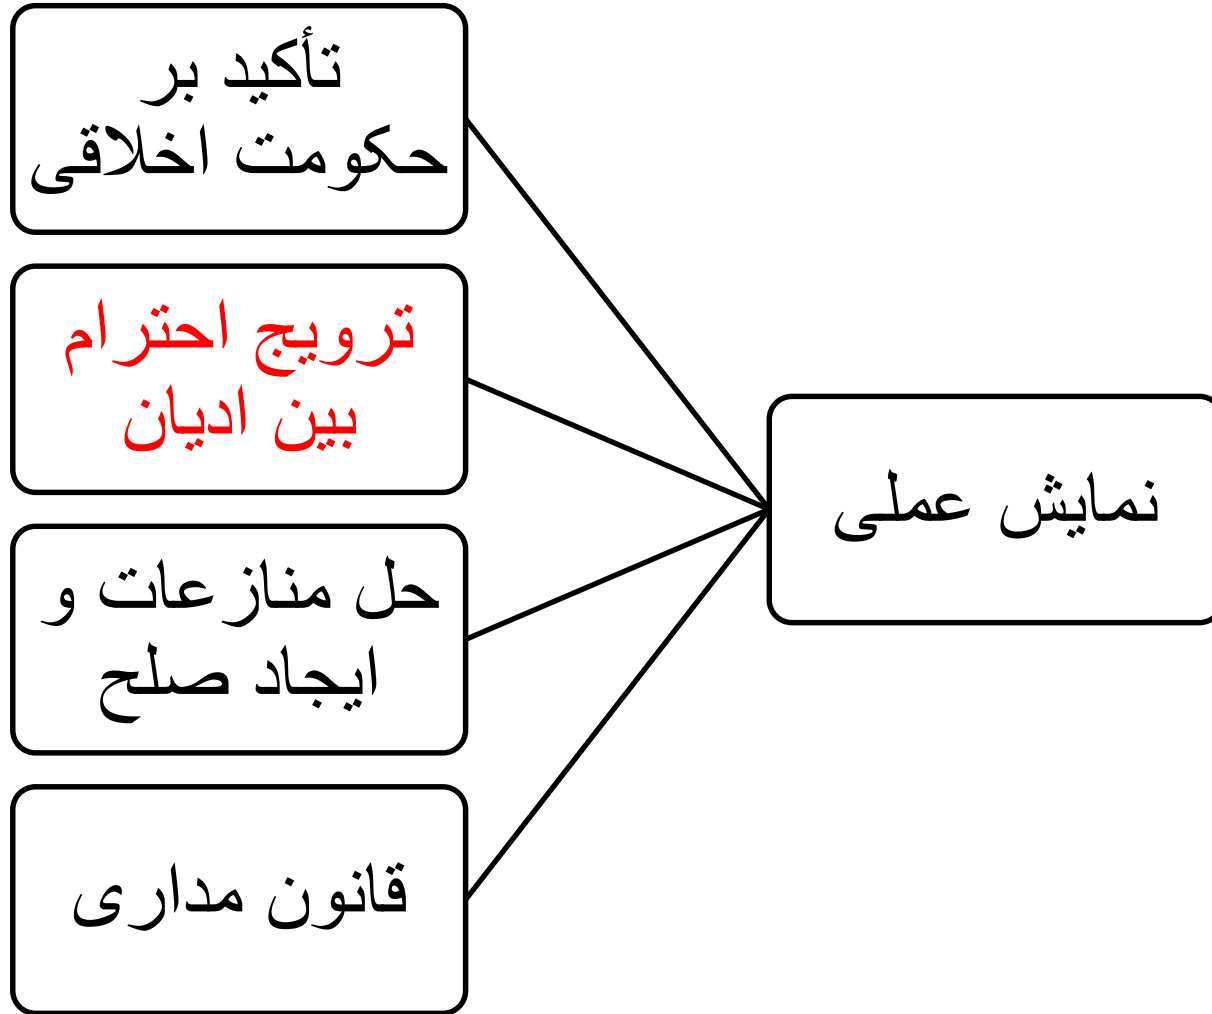 تأکید بر
حکومت اخلاقی
ترویج احترام
بین ادیان
نمایش عملی
حل منازعات و
ایجاد صلح
قانون مداری